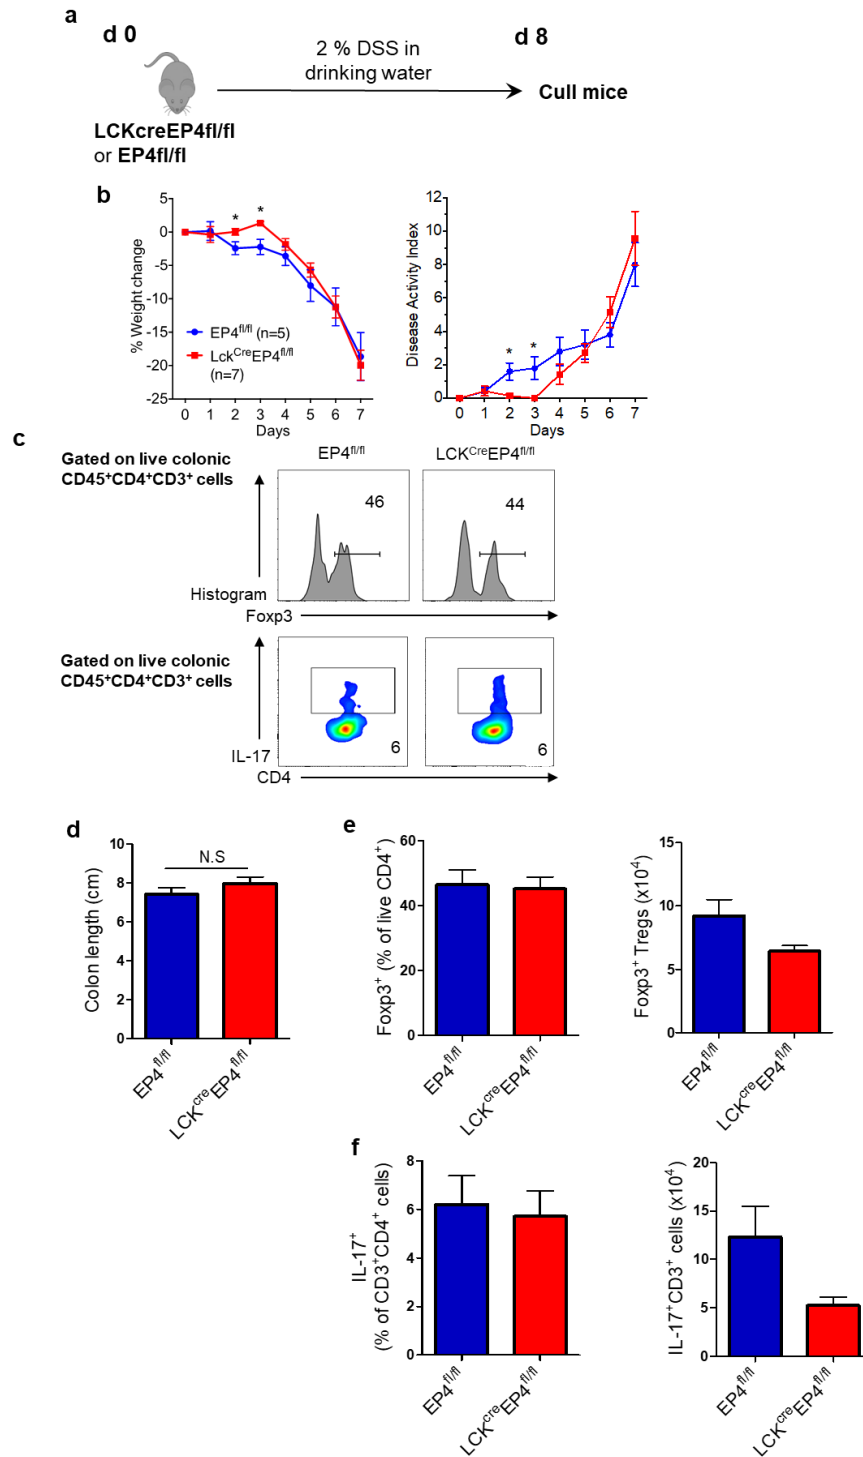 a
d 0
2 % DSS in
drinking water
d 8
Cull mice
LCKcreEP4fl/fl
or EP4fl/fl
b
% Weight change
5
0
-5
-10
-15
-20
-25
EP4fl/fl (n=5)
LckCreEP4fl/fl
(n=7)
* *
0 1 2 3 4 5 6 7
Days
Disease Activity Index
12
10
8
6
4
2
0
* *
0 1 2 3 4 5 6 7
Days
c
Gated on live colonic
CD45+CD4+CD3+ cells
EP4fl/fl
LCKCreEP4fl/fl
46
44
Histogram
Foxp3
Gated on live colonic
CD45+CD4+CD3+ cells
6
6
IL-17
CD4
d
Colon length (cm)
10
8
6
4
2
0
N.S
EP4fl/fl
LCKcreEP4fl/fl
e
Foxp3+ (% of live CD4+)
60
40
20
0
EP4fl/fl
LCKcreEP4fl/fl
Foxp3+ Tregs (x104)
15
10
5
0
EP4fl/fl
LCKcreEP4fl/fl
f
IL-17+
(% of CD3+CD4+ cells)
8
6
4
2
0
EP4fl/fl
LCKcreEP4fl/fl
IL-17+CD3+ cells (x104)
20
15
10
5
0
EP4fl/fl
LCKcreEP4fl/fl